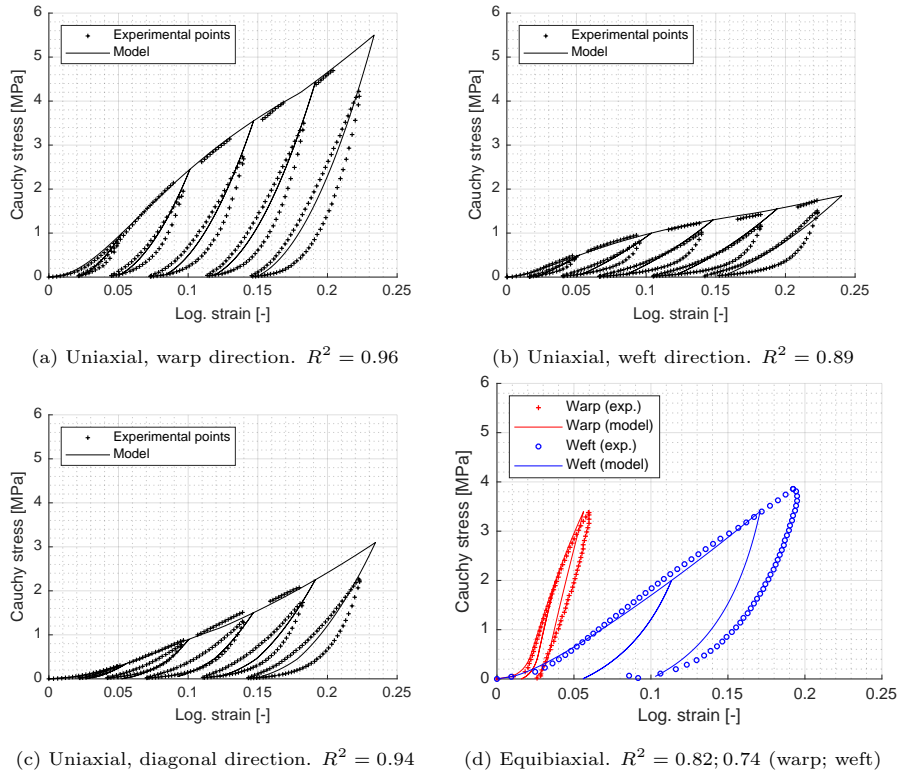 Experimental points
Model
6
5
4
3
2
1
0
Cauchy stress [MPa]
0 0.05 0.1 0.15 0.2 0.25
Log. strain [-]
(a) Uniaxial, warp direction. R² = 0.96
Experimental points
Model
6
5
4
3
2
1
0
Cauchy stress [MPa]
0 0.05 0.1 0.15 0.2 0.25
Log. strain [-]
(b) Uniaxial, weft direction. R² = 0.89
Experimental points
Model
6
5
4
3
2
1
0
Cauchy stress [MPa]
0 0.05 0.1 0.15 0.2 0.25
Log. strain [-]
(c) Uniaxial, diagonal direction. R² = 0.94
Warp (exp.)
Warp (model)
Weft (exp.)
Weft (model)
6
5
4
3
2
1
0
Cauchy stress [MPa]
0 0.05 0.1 0.15 0.2 0.25
Log. strain [-]
(d) Equibiaxial. R² = 0.82; 0.74 (warp; weft)